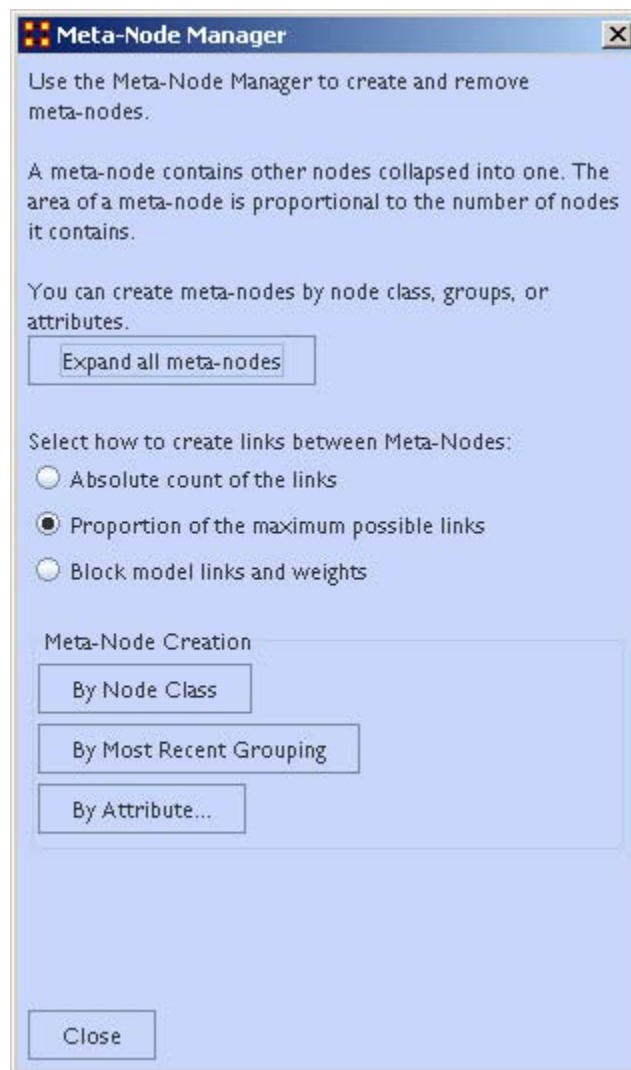 Meta-Node Manager
Use the Meta-Node Manager to create and remove
meta-nodes.
A meta-node contains other nodes collapsed into one. The
area of a meta-node is proportional to the number of nodes
it contains.
You can create meta-nodes by node class, groups, or
attributes.
Expand all meta-nodes
Select how to create links between Meta-Nodes:
Absolute count of the links
Proportion of the maximum possible links
Block model links and weights
Meta-Node Creation
By Node Class
By Most Recent Grouping
By Attribute...
Close